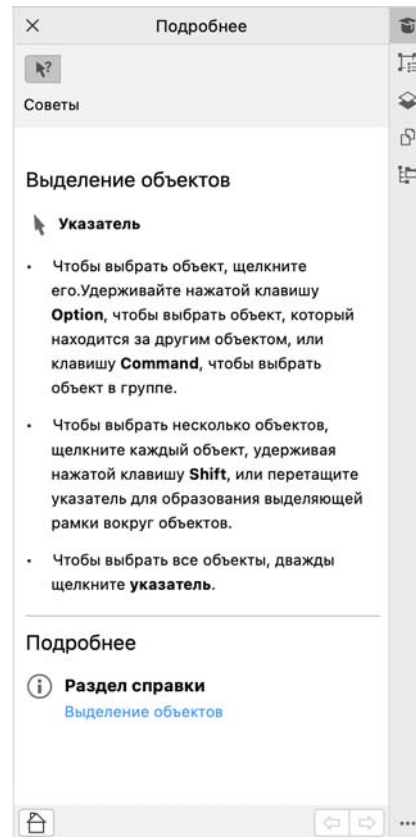 Подробнее
?
Советы
Выделение объектов
Указатель
• Чтобы выбрать объект, щелкните
его.Удерживайте нажатой клавишу
Option, чтобы выбрать объект, который
находится за другим объектом, или
клавишу Command, чтобы выбрать
объект в группе.
• Чтобы выбрать несколько объектов,
щелкните каждый объект, удерживая
нажатой клавишу Shift, или перетащите
указатель для образования выделяющей
рамки вокруг объектов.
• Чтобы выбрать все объекты, дважды
щелкните указатель.
Подробнее
Раздел справки
Выделение объектов